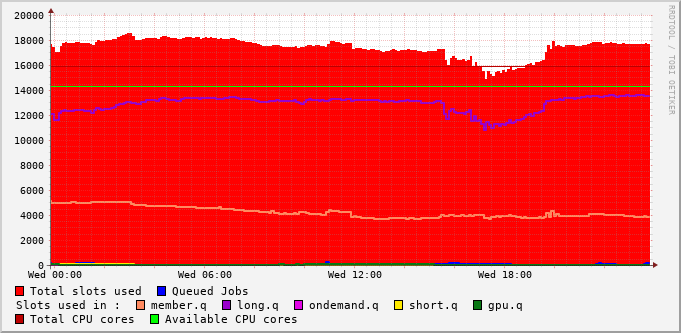 20000
18000
16000
14000
12000
10000
8000
6000
4000
2000
0
Wed 00:00 Wed 06:00 Wed 12:00 Wed 18:00
Total slots used Queued Jobs
Slots used in : member.q long.q ondemand.q short.q gpu.q
Total CPU cores Available CPU cores
RRDTOOL / TOBI OETIKER